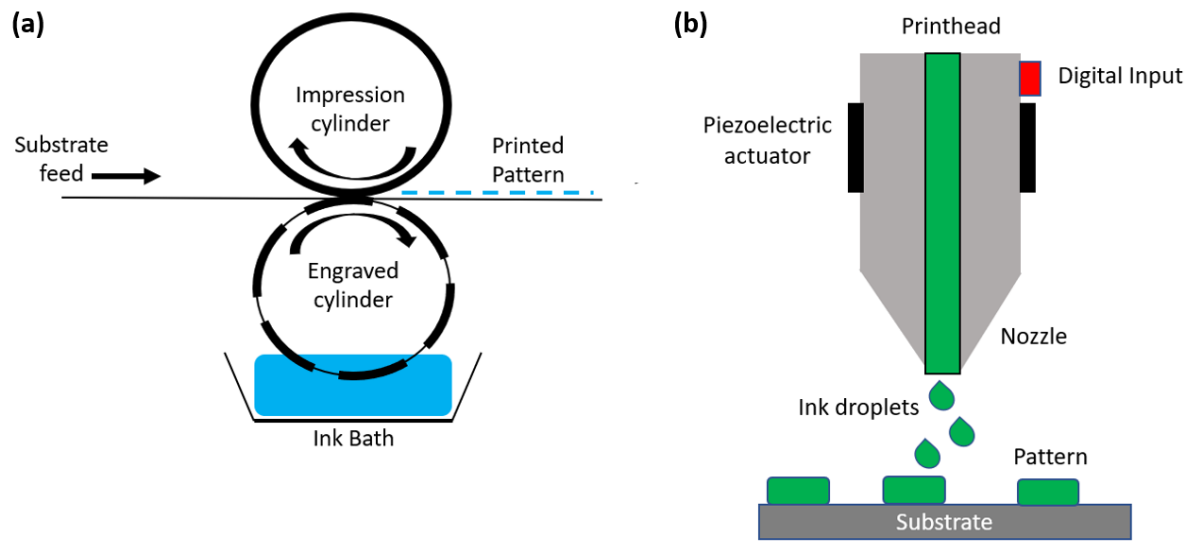 (a)
Impression
cylinder
Substrate
feed
Printed
Pattern
Engraved
cylinder
Ink Bath
(b)
Printhead
Digital Input
Piezoelectric
actuator
Nozzle
Ink droplets
Pattern
Substrate